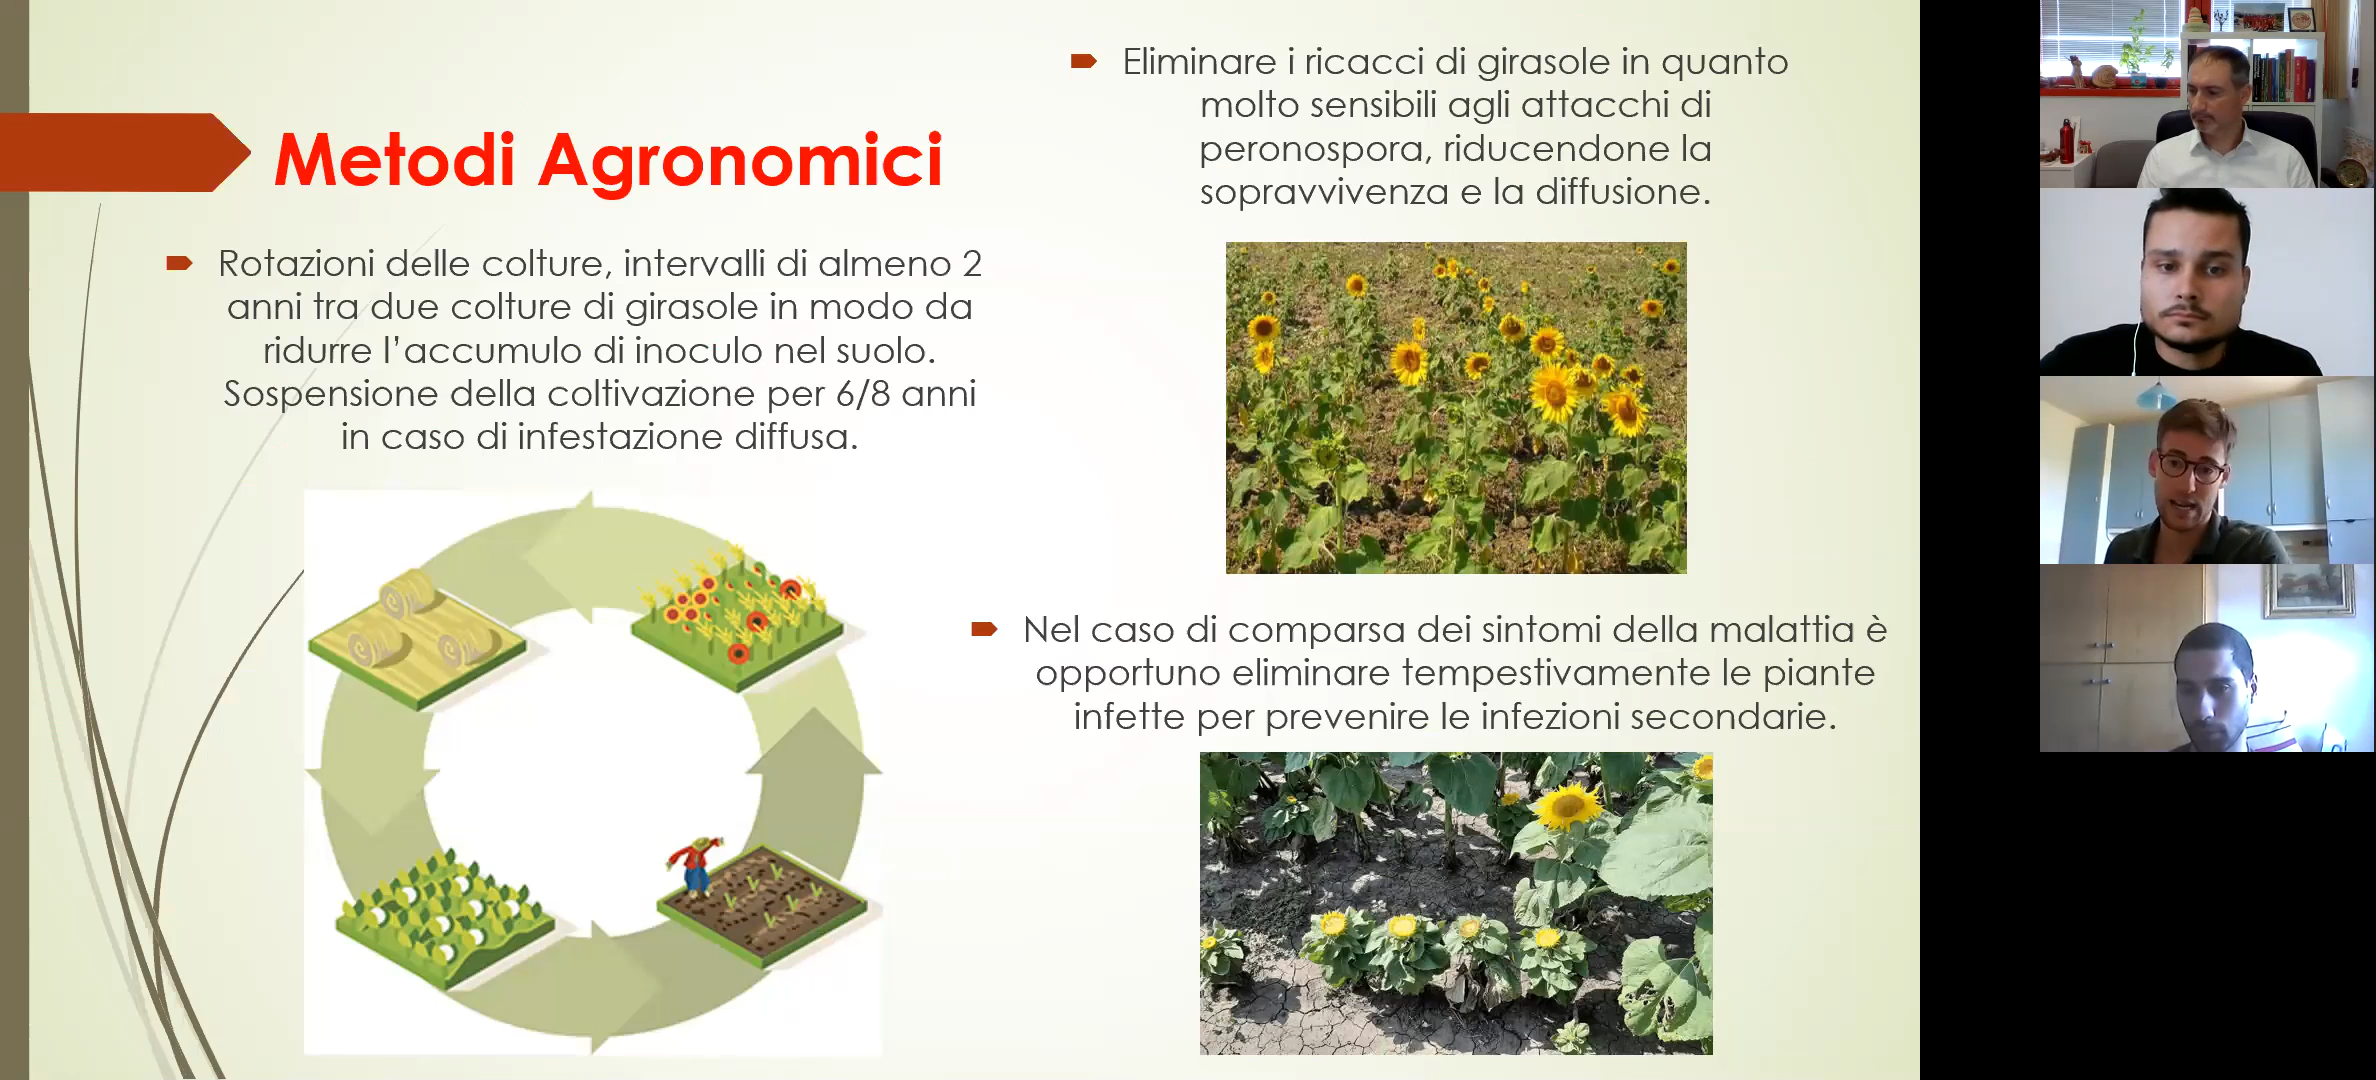 Metodi Agronomici
Rotazioni delle colture, intervalli di almeno 2
anni tra due colture di girasole in modo da
ridurre l’accumulo di inoculo nel suolo.
Sospensione della coltivazione per 6/8 anni
in caso di infestazione diffusa.
Eliminare i ricacci di girasole in quanto
molto sensibili agli attacchi di
peronospora, riducendone la
sopravvivenza e la diffusione.
Nel caso di comparsa dei sintomi della malattia è
opportuno eliminare tempestivamente le piante
infette per prevenire le infezioni secondarie.